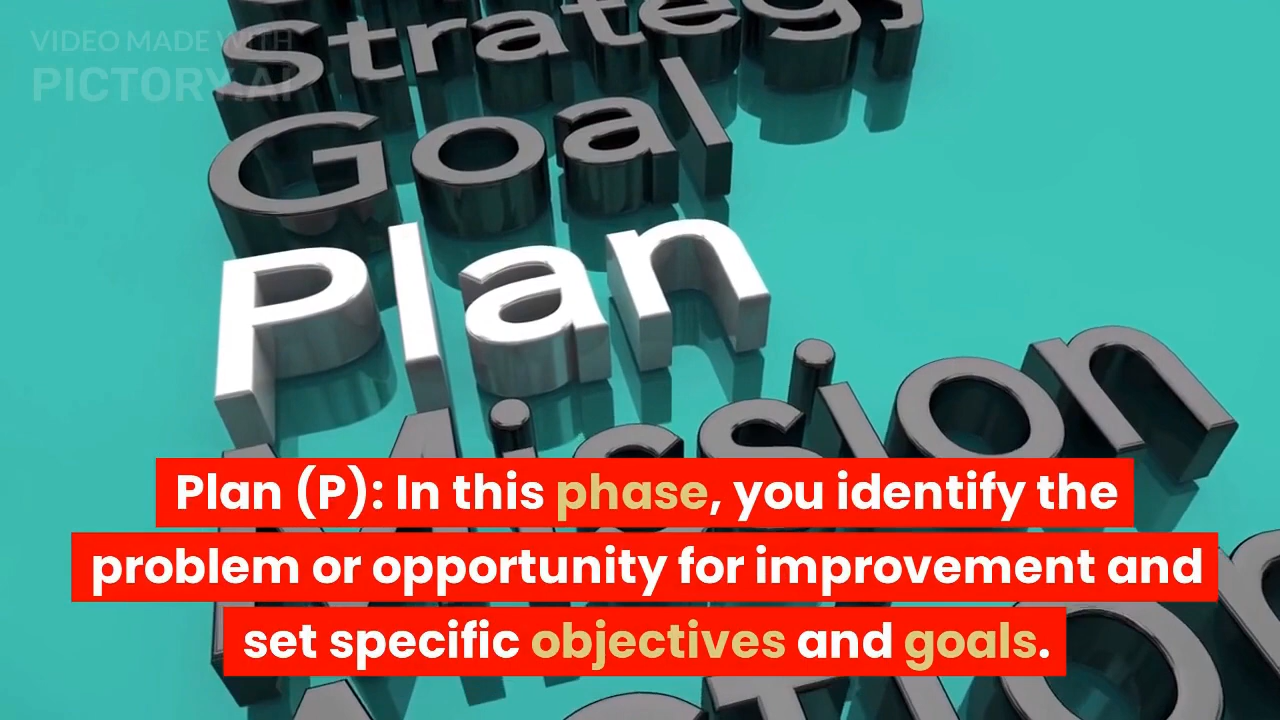 VIDEO MADE WITH
PICTORY.AI
Strategy
Goal
Plan
Mission
Plan (P): In this phase, you identify the
problem or opportunity for improvement and
set specific objectives and goals.